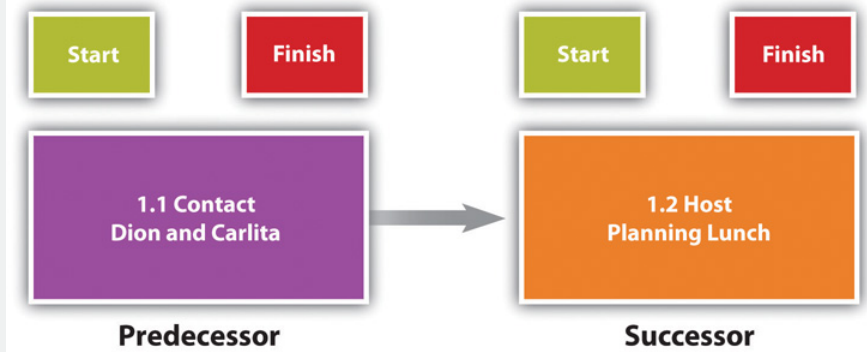 Start
Finish
Start
Finish
1.1 Contact
Dion and Carlita
1.2 Host
Planning Lunch
Predecessor
Successor